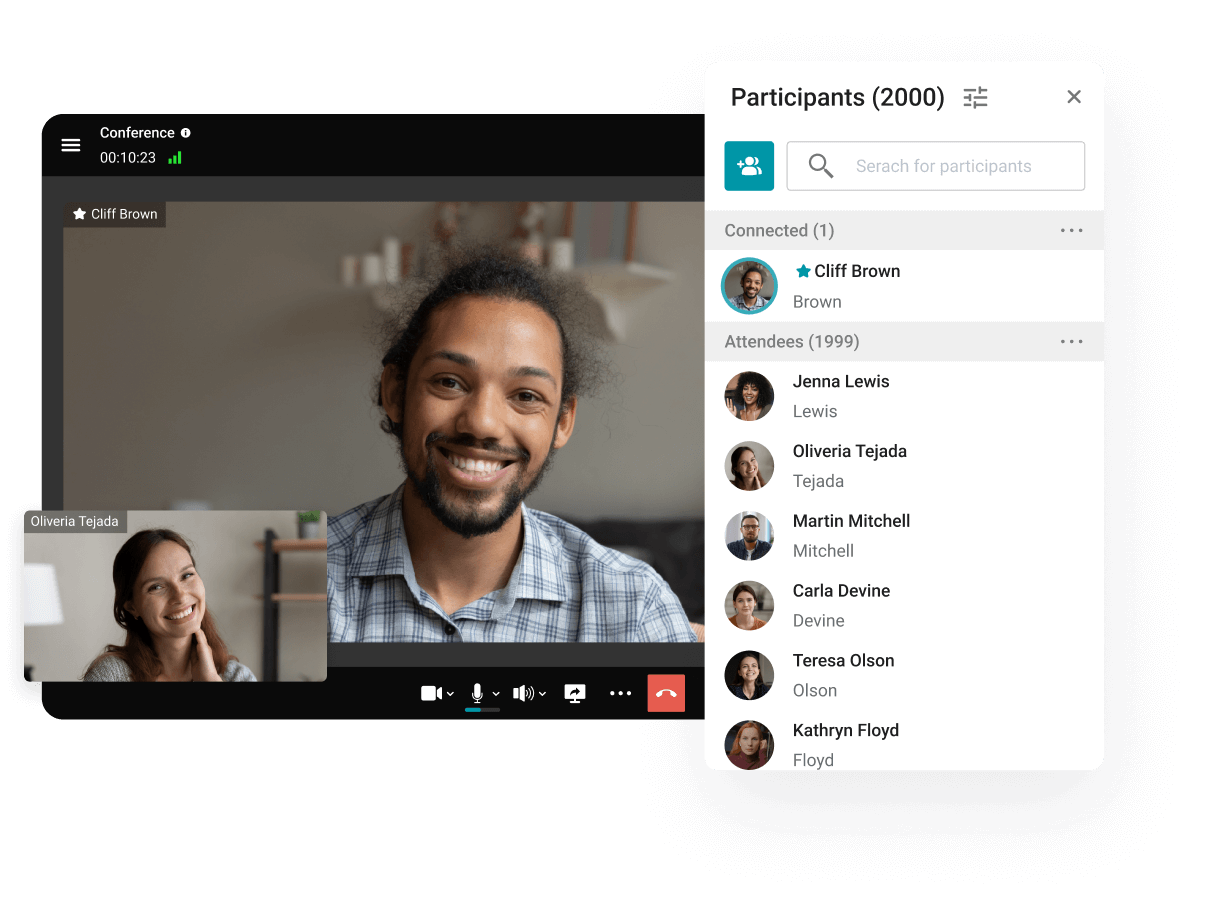 Conference
00:10:23
Cliff Brown
Oliveria Tejada
Participants (2000)
Serach for participants
Connected (1)
Cliff Brown
Brown
Attendees (1999)
Jenna Lewis
Lewis
Oliveria Tejada
Tejada
Martin Mitchell
Mitchell
Carla Devine
Devine
Teresa Olson
Olson
Kathryn Floyd
Floyd